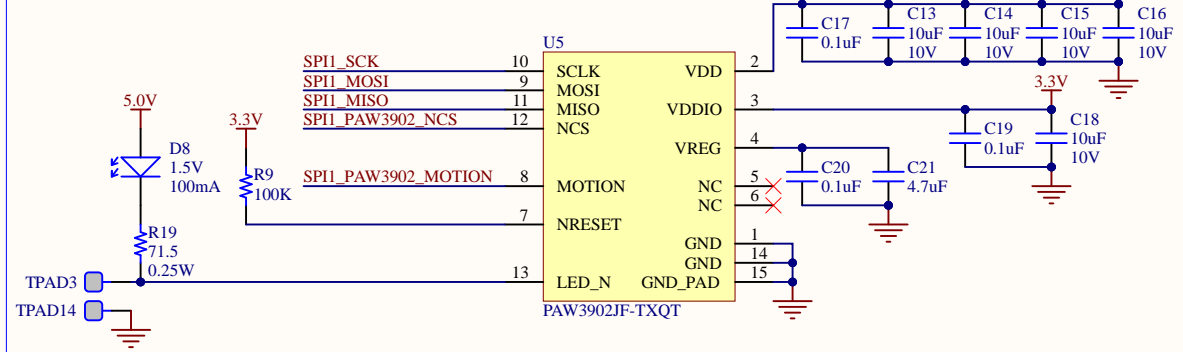 C17
0.1uF
C13
10uF
10V
C14
10uF
10V
C15
10uF
10V
C16
10uF
10V
U5
SPI1_SCK
10
SCLK
VDD
2
SPI1_MOSI
9
MOSI
SPI1_MISO
11
MISO
VDDIO
3
3.3V
SPI1_PAW3902_NCS
12
NCS
C19
0.1uF
C18
10uF
10V
5.0V
3.3V
D8
1.5V
100mA
VREG
4
C20
0.1uF
C21
4.7uF
R9
100K
SPI1_PAW3902_MOTION
8
MOTION
NC
5
NC
6
7
NRESET
R19
71.5
0.25W
GND
1
GND
14
TPAD3
13
LED_N
GND_PAD
15
TPAD14
PAW3902JF-TXQT